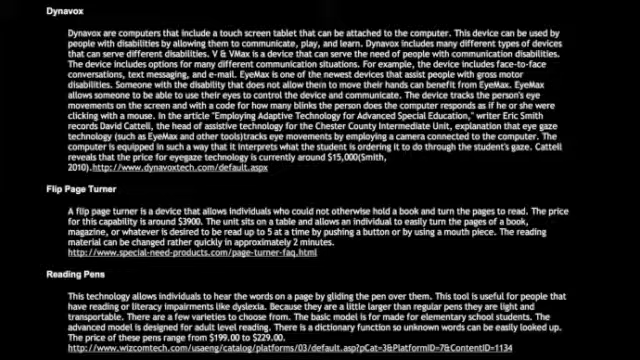 Dynavox
Dynavox are computers that include a touch screen tablet that can be attached to the computer. This device can be used by
people with disabilities by allowing them to communicate, play, and learn. Dynavox includes many different types of devices
that can serve different disabilities. V & VMax is a device that can serve the need of people with communication disabilities.
The device includes options for many different communication situations. For example, the device includes face-to-face
conversations, text messaging, and e-mail. EyeMax is one of the newest devices that assist people with gross motor
disabilities. Someone with the disability that does not allow them to move their hands can benefit from EyeMax. EyeMax
allows someone to be able to use their eyes to control the device and communicate. The device tracks the person's eye
movements on the screen and with a code for how many blinks the person does the computer responds as if he or she were
clicking with a mouse. In the article "Employing Adaptive Technology for Advanced Special Education," writer Eric Smith
records David Cattell, the head of assistive technology for the Chester County Intermediate Unit, explanation that eye gaze
technology (such as EyeMax and other tools)tracks eye movements by employing a camera connected to the computer. The
computer is equipped in such a way that it interprets what the student is ordering it to do through the student's gaze. Cattell
reveals that the price for eyegaze technology is currently around $15,000(Smith,
2010).http://www.dynavoxtech.com/default.aspx
Flip Page Turner
A flip page turner is a device that allows individuals who could not otherwise hold a book and turn the pages to read. The price
for this capability is around $3900. The unit sits on a table and allows an individual to easily turn the pages of a book,
magazine, or whatever is desired to be read up to 5 at a time by pushing a button or by using a mouth piece. The reading
material can be changed rather quickly in approximately 2 minutes.
http://www.special-need-products.com/page-turner-faq.html
Reading Pens
This technology allows individuals to hear the words on a page by gliding the pen over them. This tool is useful for people that
have reading or literacy impairments like dyslexia. Because they are a little larger than regular pens they are light and
transportable. There are a few varieties to choose from. The basic model is for made for elementary school students. The
advanced model is designed for adult level reading. There is a dictionary function so unknown words can be easily looked up.
The price of these pens range from $199.00 to $229.00.
http://www.wizcomtech.com/usaeng/catalog/platforms/03/default.asp?pCat=3&PlatformID=7&ContentID=1134